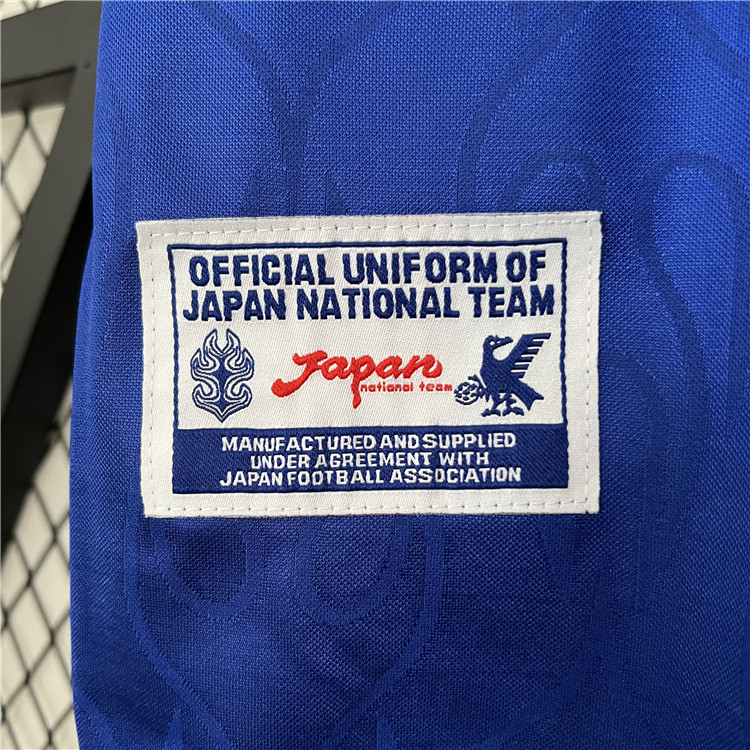 OFFICIAL UNIFORM OF
JAPAN NATIONAL TEAM
Japan
national team
MANUFACTURED AND SUPPLIED
UNDER AGREEMENT WITH
JAPAN FOOTBALL ASSOCIATION